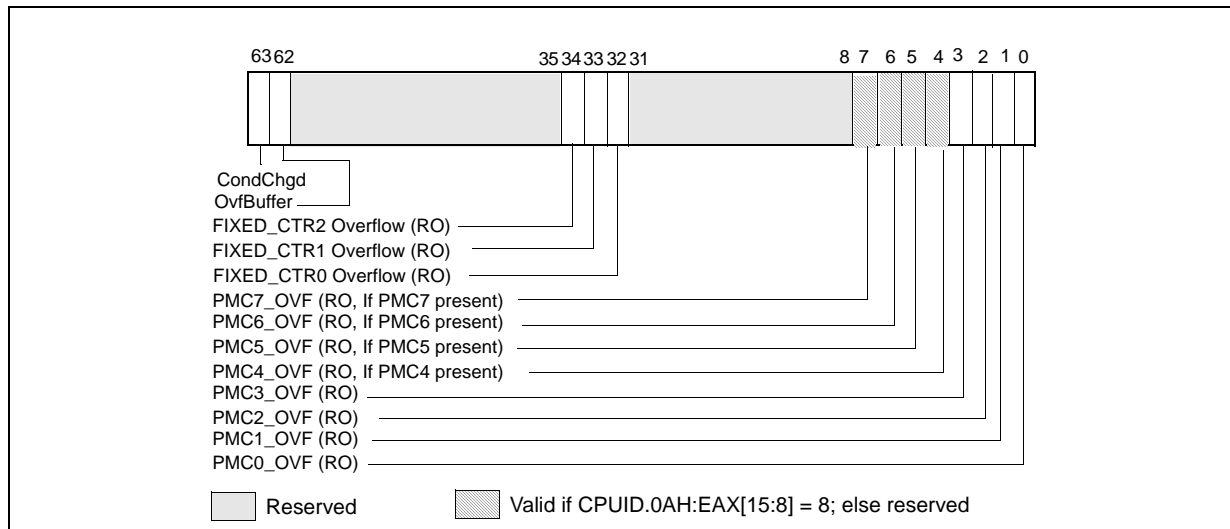 6362 35 34 33 32 31 8 7 6 5 4 3 2 1 0
CondChgd
OvfBuffer
FIXED_CTR2 Overflow (RO)
FIXED_CTR1 Overflow (RO)
FIXED_CTR0 Overflow (RO)
PMC7_OVF (RO, If PMC7 present)
PMC6_OVF (RO, If PMC6 present)
PMC5_OVF (RO, If PMC5 present)
PMC4_OVF (RO, If PMC4 present)
PMC3_OVF (RO)
PMC2_OVF (RO)
PMC1_OVF (RO)
PMC0_OVF (RO)
Reserved Valid if CPUID.0AH:EAX[15:8] = 8; else reserved